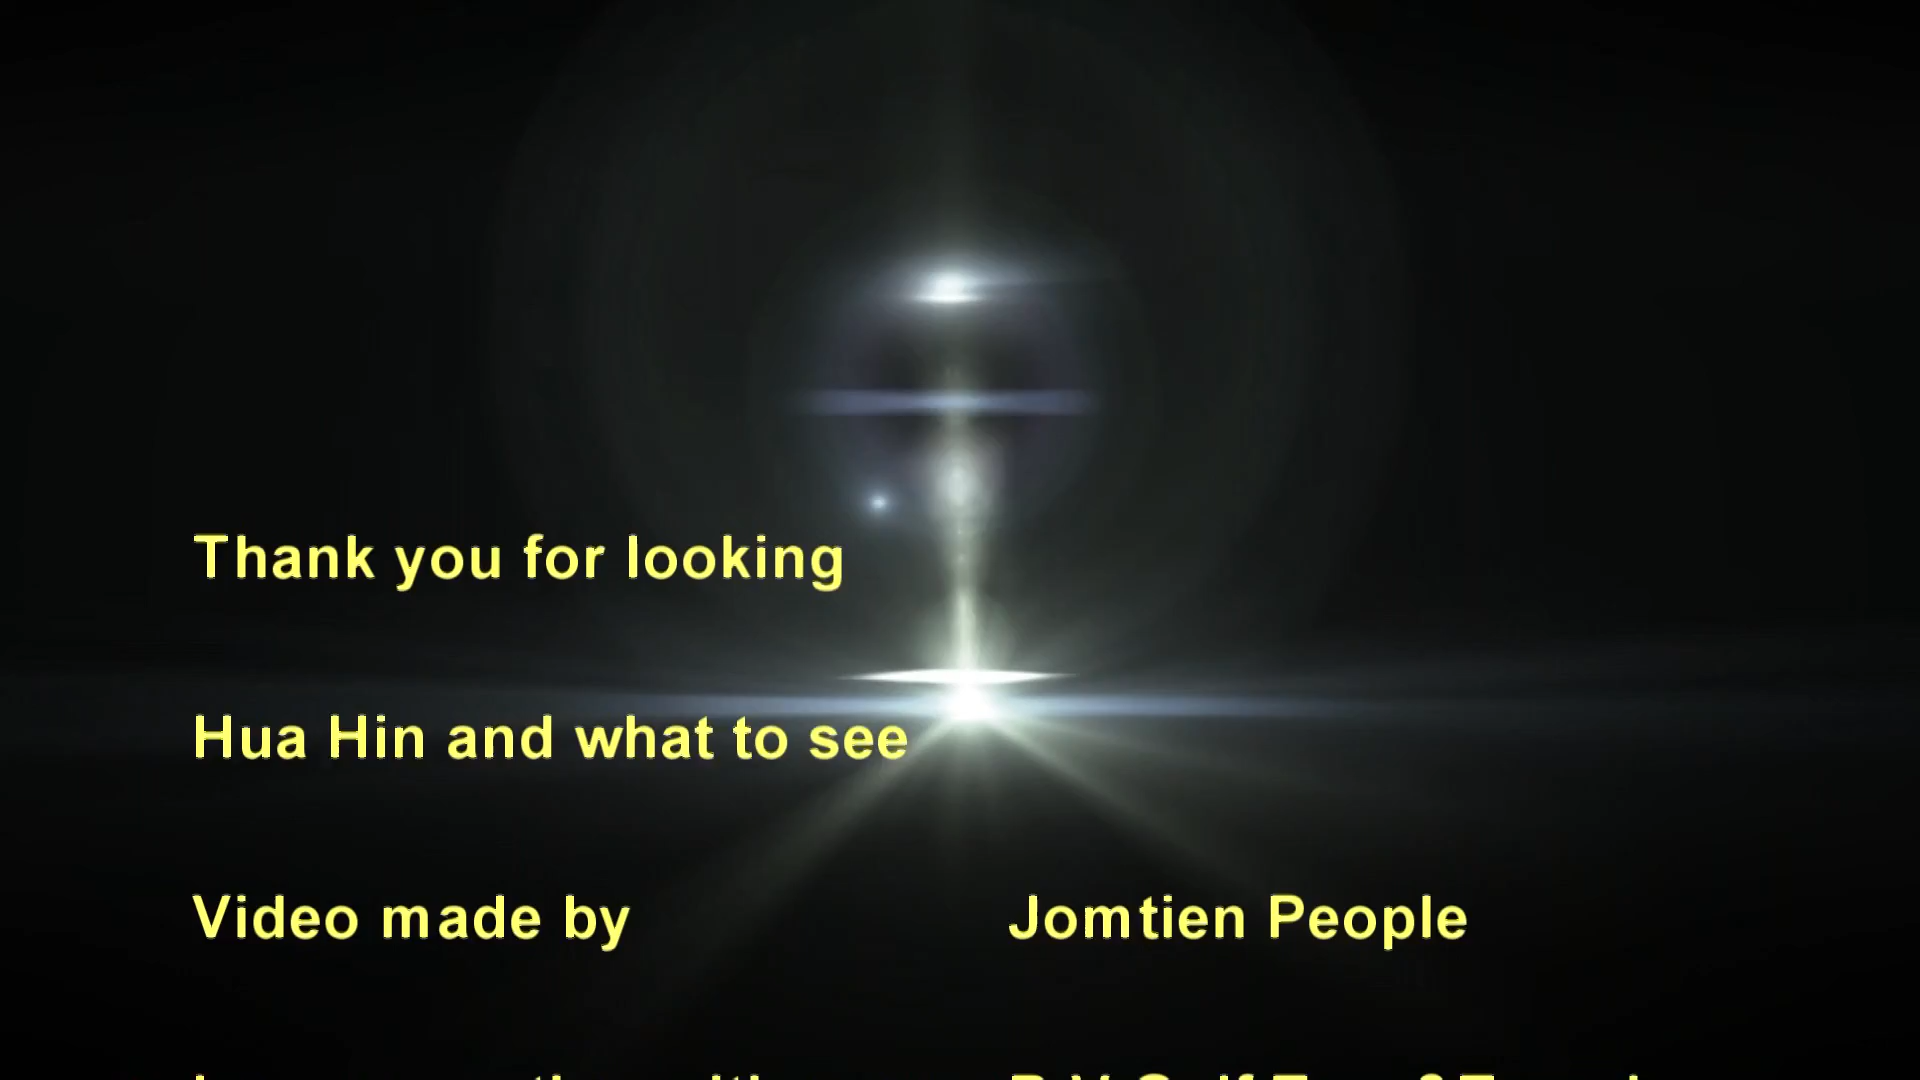 Thank you for looking
Hua Hin and what to see
Video made by Jomtien People